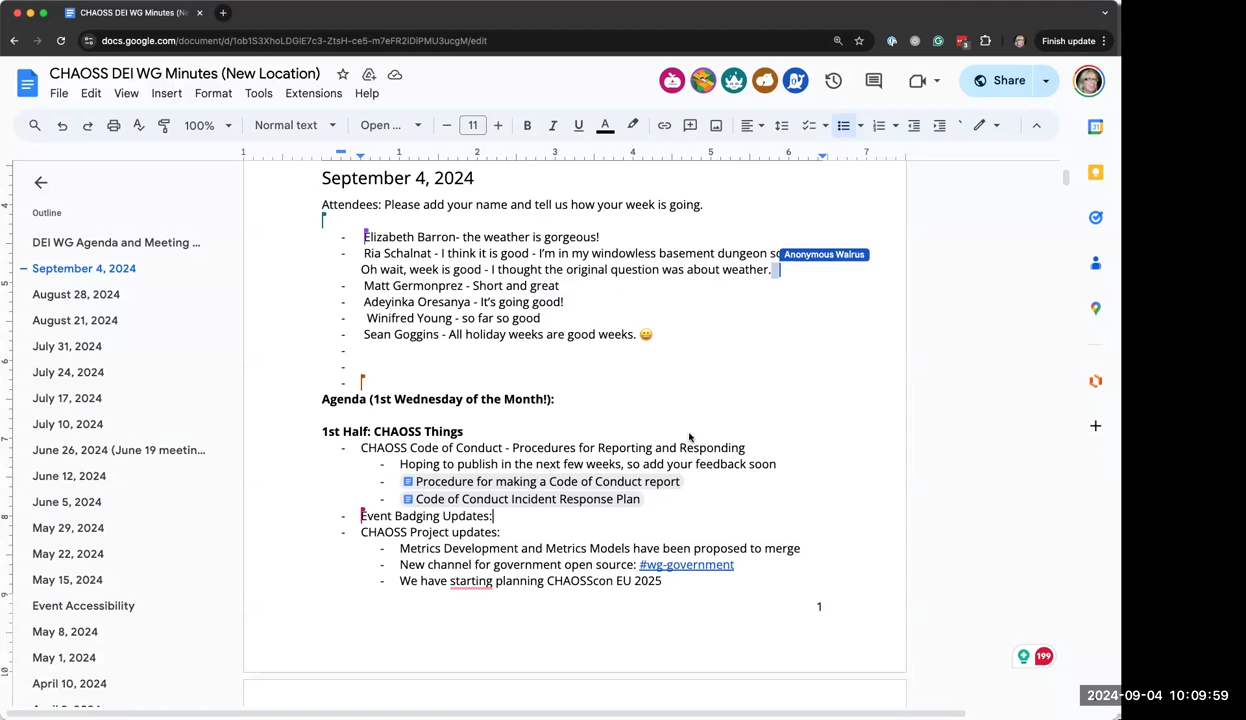 CHAOSS DEI WG Minutes (Ne
Finish update
docs.google.com/document/d/1ob1S3XhoLDGlE7c3-ZtsH-ce5-m7eFR2iDiPMU3ucgM/edit
CHAOSS DEI WG Minutes (New Location)
File Edit View Insert Format Tools Extensions Help
Share
100% Normal text Open ... 11
1 1 2 3 4 5 6 7
Outline
DEI WG Agenda and Meeting ...
September 4, 2024
August 28, 2024
August 21, 2024
July 31, 2024
July 24, 2024
July 17, 2024
July 10, 2024
June 26, 2024 (June 19 meetin...
June 12, 2024
June 5, 2024
May 29, 2024
May 22, 2024
May 15, 2024
Event Accessibility
May 8, 2024
May 1, 2024
April 10, 2024
September 4, 2024
Attendees: Please add your name and tell us how your week is going.
- Elizabeth Barron- the weather is gorgeous!
- Ria Schalnat - I think it is good - I'm in my windowless basement dungeon so
Anonymous Walrus
Oh wait, week is good - I thought the original question was about weather.
- Matt Germonprez - Short and great
- Adeyinka Oresanya - It's going good!
- Winifred Young - so far so good
- Sean Goggins - All holiday weeks are good weeks. 😀
-
-
-
Agenda (1st Wednesday of the Month!):
1st Half: CHAOSS Things
- CHAOSS Code of Conduct - Procedures for Reporting and Responding
- Hoping to publish in the next few weeks, so add your feedback soon
- Procedure for making a Code of Conduct report
- Code of Conduct Incident Response Plan
- Event Badging Updates:
- CHAOSS Project updates:
- Metrics Development and Metrics Models have been proposed to merge
- New channel for government open source: #wg-government
- We have starting planning CHAOSScon EU 2025
1
199
2024-09-04 10:09:59